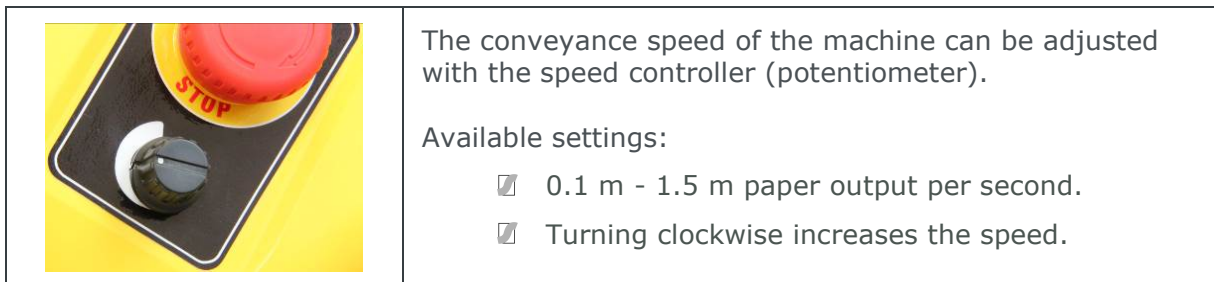 STOP
The conveyance speed of the machine can be adjusted
with the speed controller (potentiometer).
Available settings:
0.1 m - 1.5 m paper output per second.
Turning clockwise increases the speed.